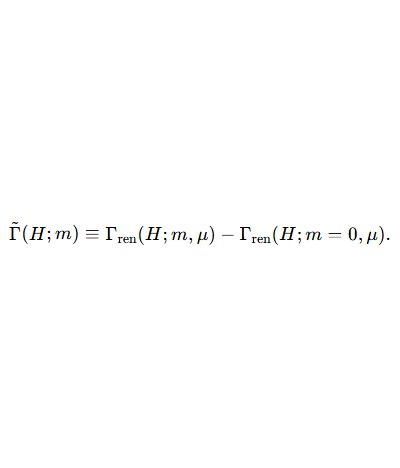 Γ̃(H; m) ≡ Γ_ren(H; m, μ) − Γ_ren(H; m = 0, μ).